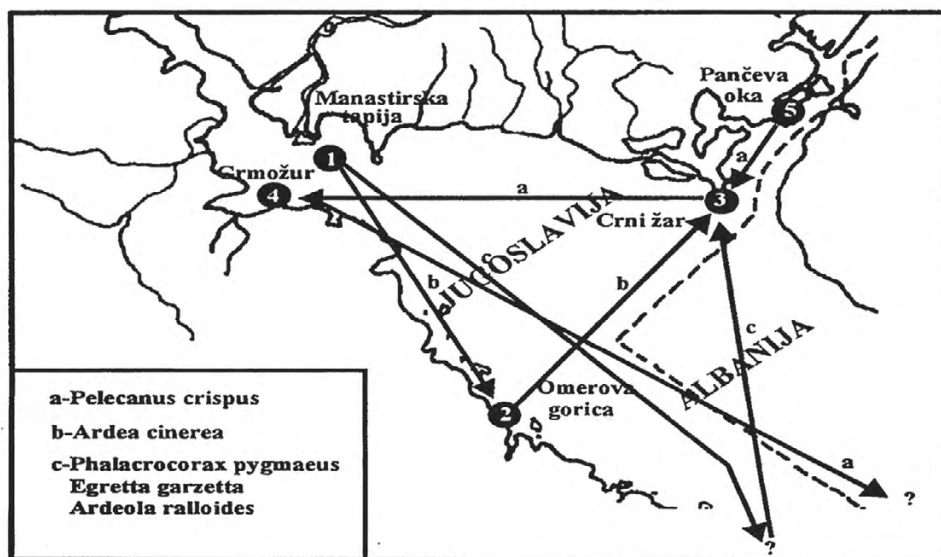 Pančeva
oka
5
a
Manastirska
tapija
1
Grmožur
4
a
3
Crni žar
JUGOSLAVIJA
c
b
b
c
ALBANIJA
Omerova
gorica
2
a
?
?
a-Pelecanus crispus
b-Ardea cinerea
c-Phalacrocorax pygmaeus
Egretta garzetta
Ardeola ralloides